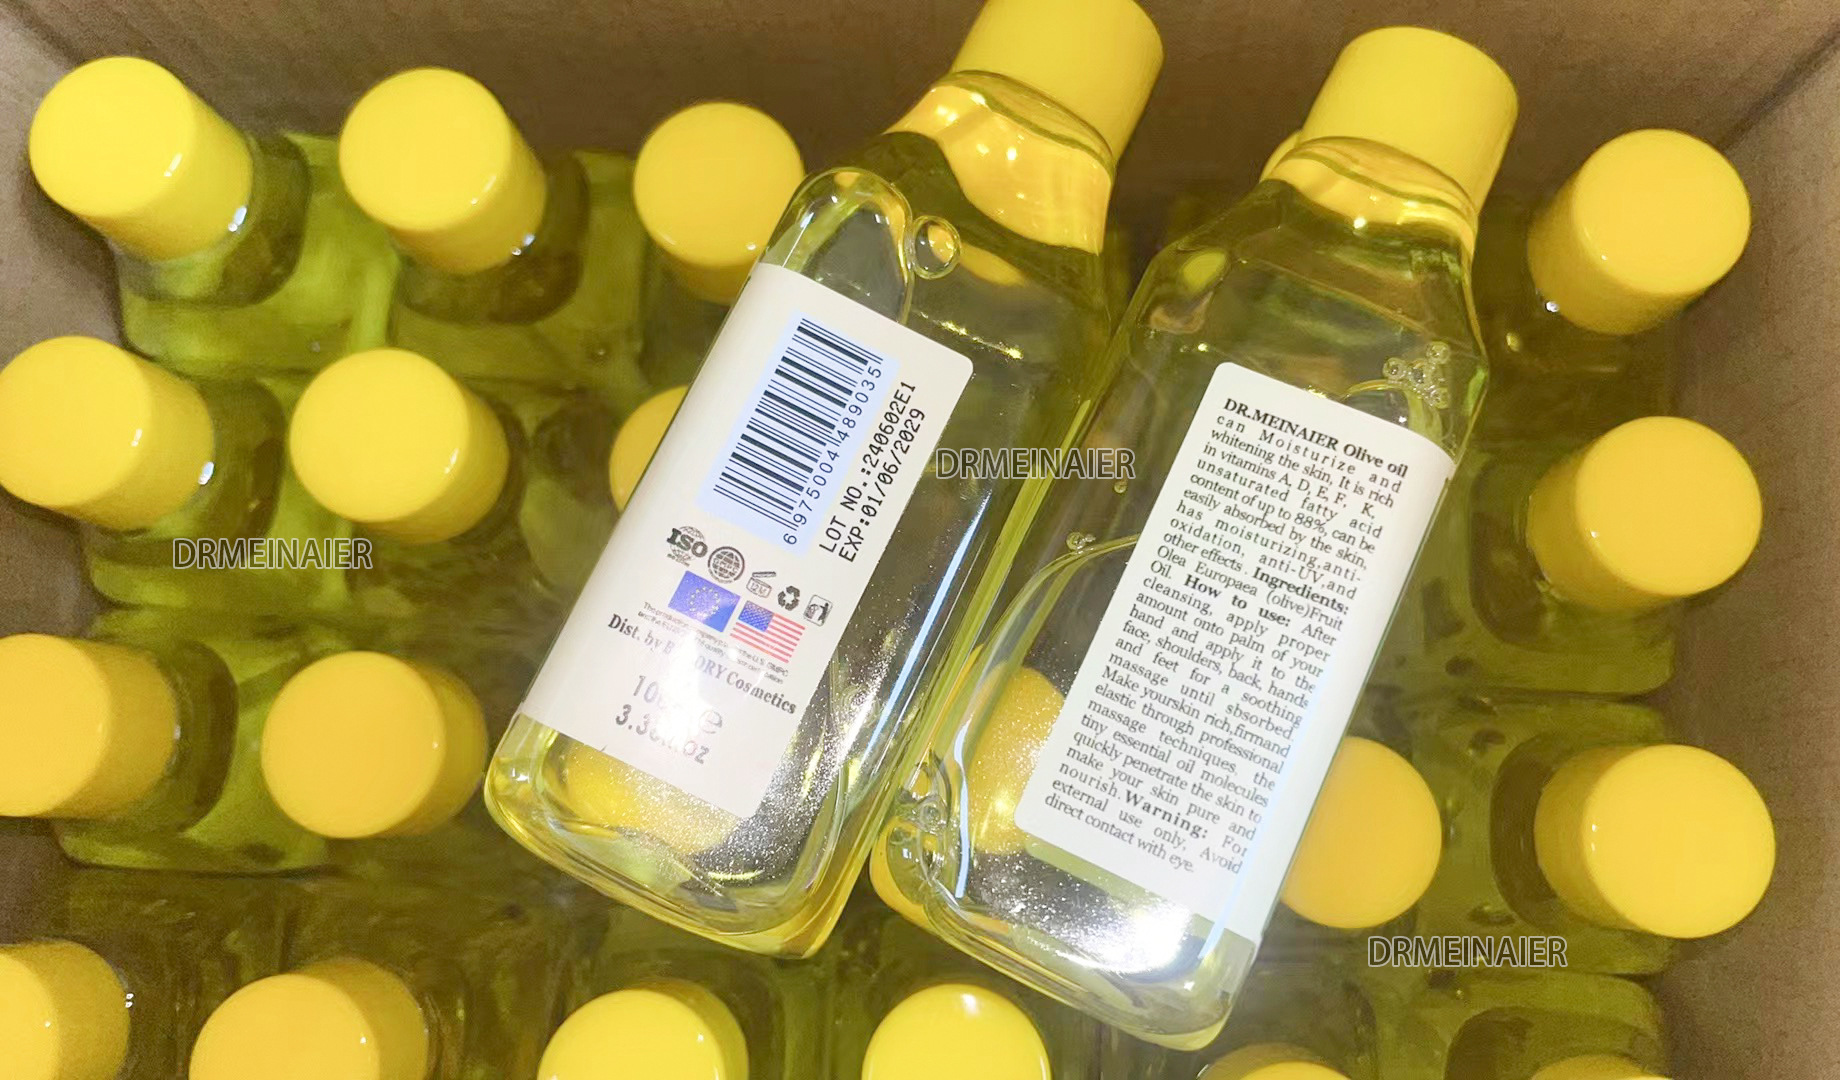 6975004489035
LOT NO.:240602E1
EXP:01/06/2029
ISO
GMPC
12M
Dist. by
Cosmetics
DR.MEINAIER Olive oil
can Moisturize and
whitening the skin, It is rich
in vitamins A, D, E, F, K,
unsaturated fatty acid
content of up to 88%, can be
easily absorbed by the skin,
has moisturizing,anti-
oxidation, anti-UV,and
other effects. Ingredients:
Olea Europaea (olive)Fruit
Oil. How to use: After
cleansing, apply proper
amount onto palm of your
hand and apply it to the
face, shoulders, back, hands
and feet for a soothing
massage until absorbed.
Make yourskin rich,firmand
elastic through professional
massage techniques, the
tiny essential oil molecules
quickly penetrate the skin to
make your skin pure and
nourish. Warning: For
external use only, Avoid
direct contact with eye.
DRMEINAIER
DRMEINAIER
DRMEINAIER